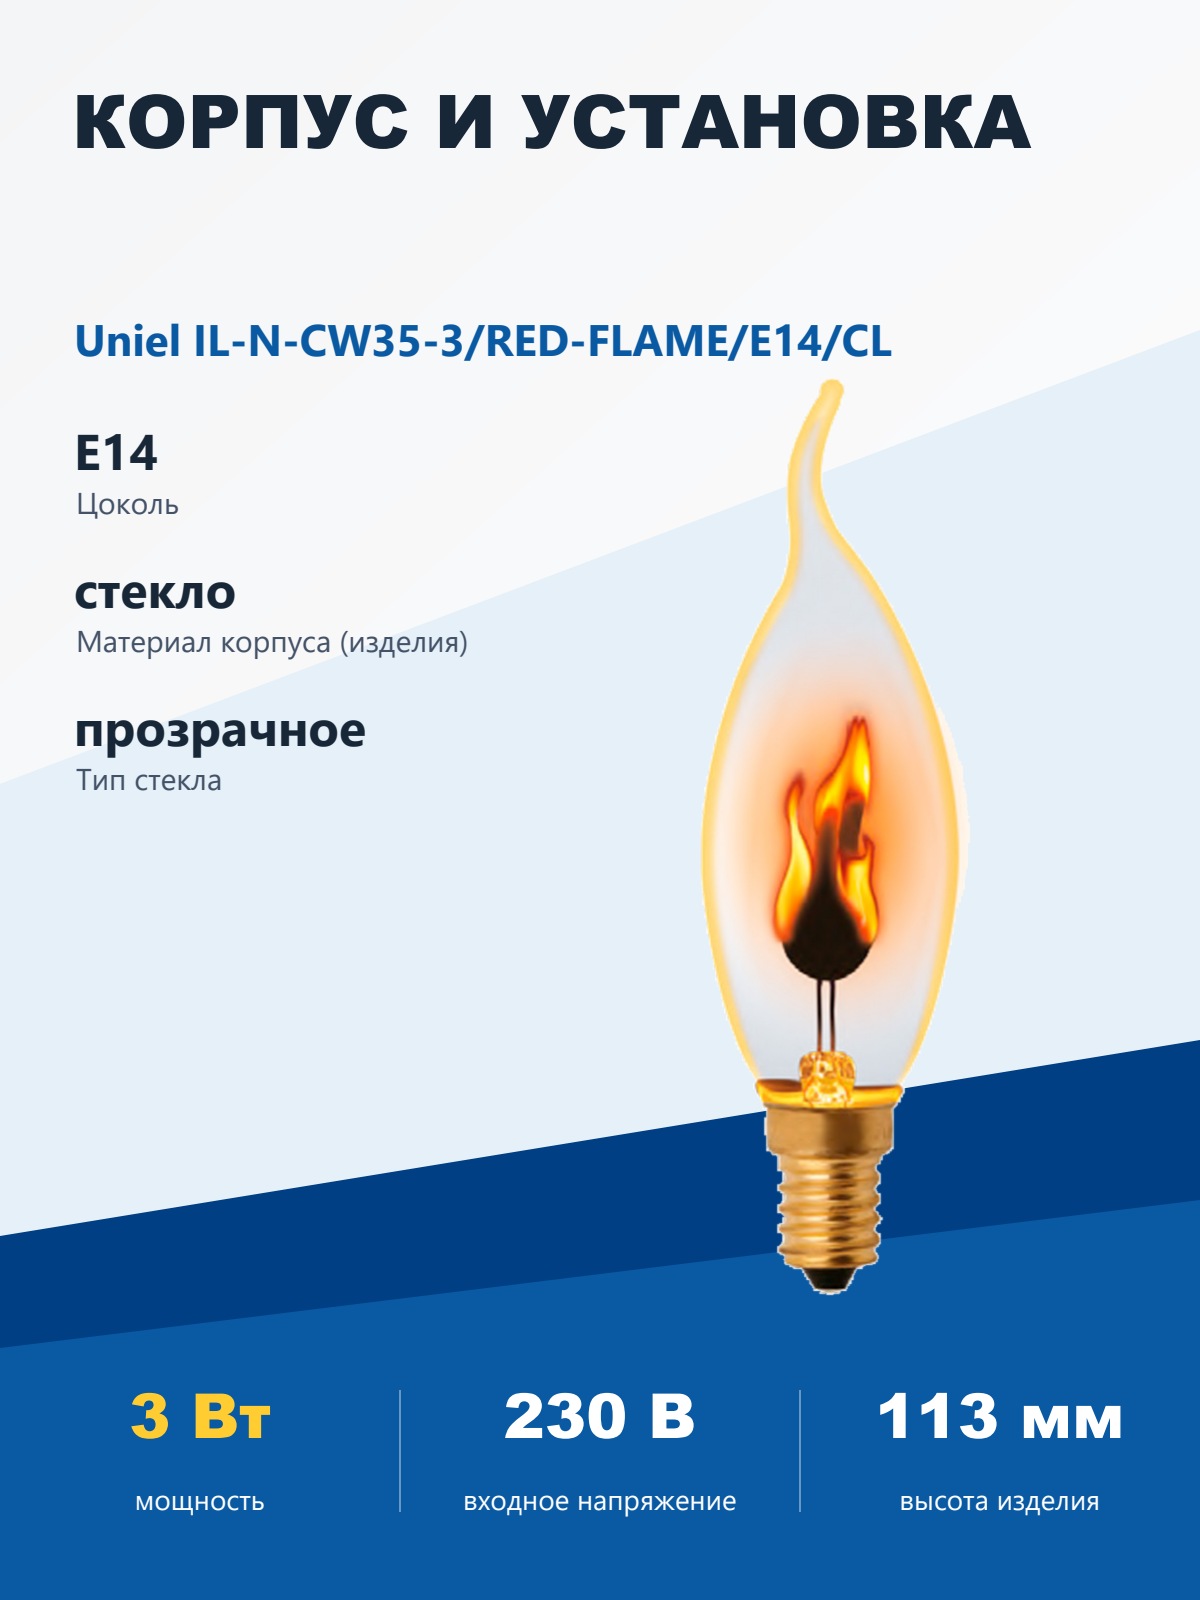 КОРПУС И УСТАНОВКА
Uniel IL-N-CW35-3/RED-FLAME/E14/CL
E14
Цоколь
стекло
Материал корпуса (изделия)
прозрачное
Тип стекла
3 Вт
230 В
113 мм
мощность
входное напряжение
высота изделия